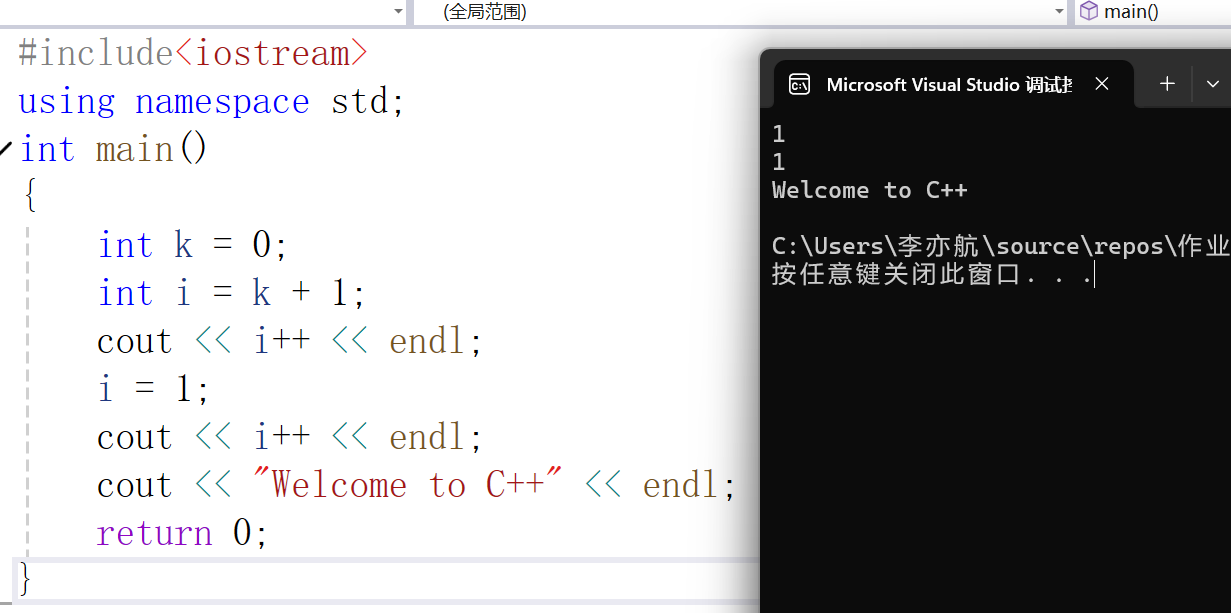 (全局范围)
main()
#include<iostream>
using namespace std;
int main()
{
int k = 0;
int i = k + 1;
cout << i++ << endl;
i = 1;
cout << i++ << endl;
cout << "Welcome to C++" << endl;
return 0;
}
Microsoft Visual Studio 调试
1
1
Welcome to C++
C:\Users\李亦航\source\repos\作业
按任意键关闭此窗口. . .